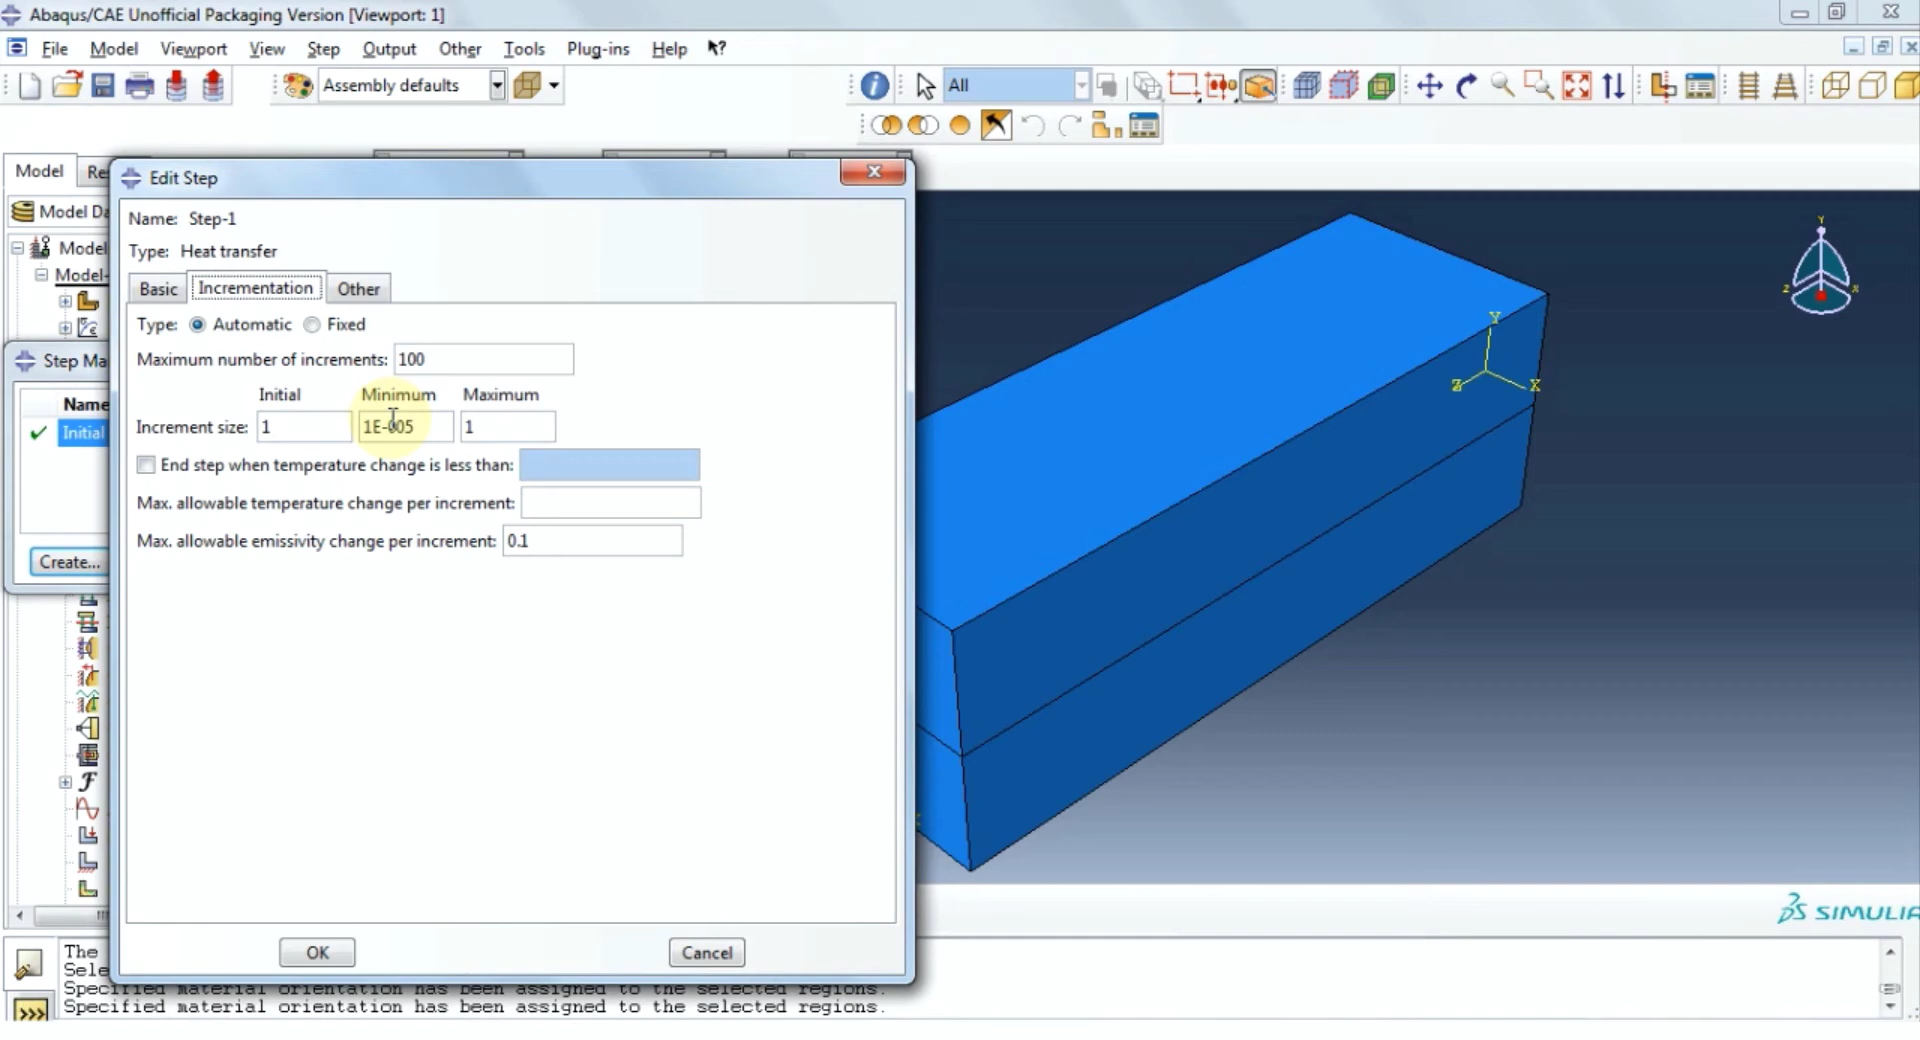 Abaqus/CAE Unofficial Packaging Version [Viewport: 1]
File Model Viewport View Step Output Other Tools Plug-ins Help
Assembly defaults
All
Model
Edit Step
Model
Model-
Name: Step-1
Type: Heat transfer
Basic Incrementation Other
Type: Automatic Fixed
Maximum number of increments: 100
Initial Minimum Maximum
Increment size: 1 1E-005 1
End step when temperature change is less than:
Max. allowable temperature change per increment:
Max. allowable emissivity change per increment: 0.1
OK Cancel
Step
Name
Initial
Create...
Y
Z X
Y
Z X
SIMULIA
The
Specified material orientation has been assigned to the selected regions.
Specified material orientation has been assigned to the selected regions.